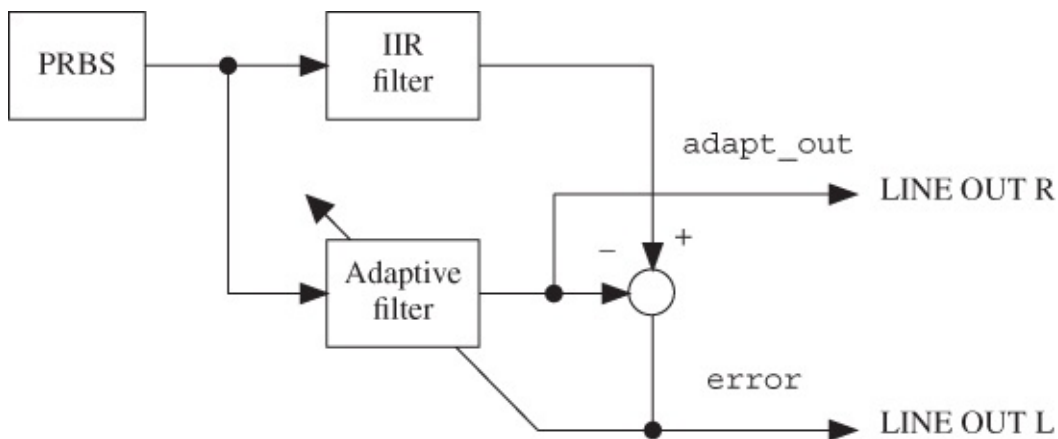 PRBS
IIR
filter
adapt_out
LINE OUT R
Adaptive
filter
−
+
error
LINE OUT L